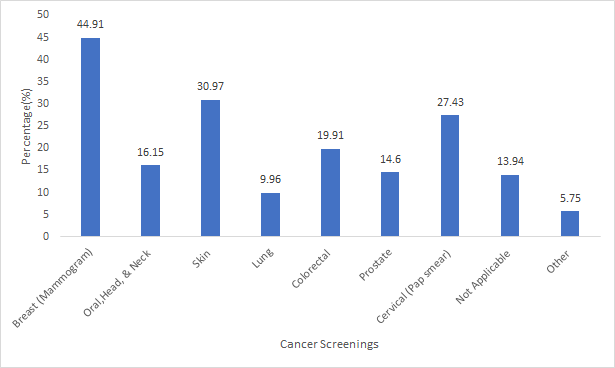 50
45
40
35
30
25
20
15
10
5
0
Percentage(%)
44.91
16.15
30.97
9.96
19.91
14.6
27.43
13.94
5.75
Breast (Mammogram)
Oral,Head, & Neck
Skin
Lung
Colorectal
Prostate
Cervical (Pap smear)
Not Applicable
Other
Cancer Screenings